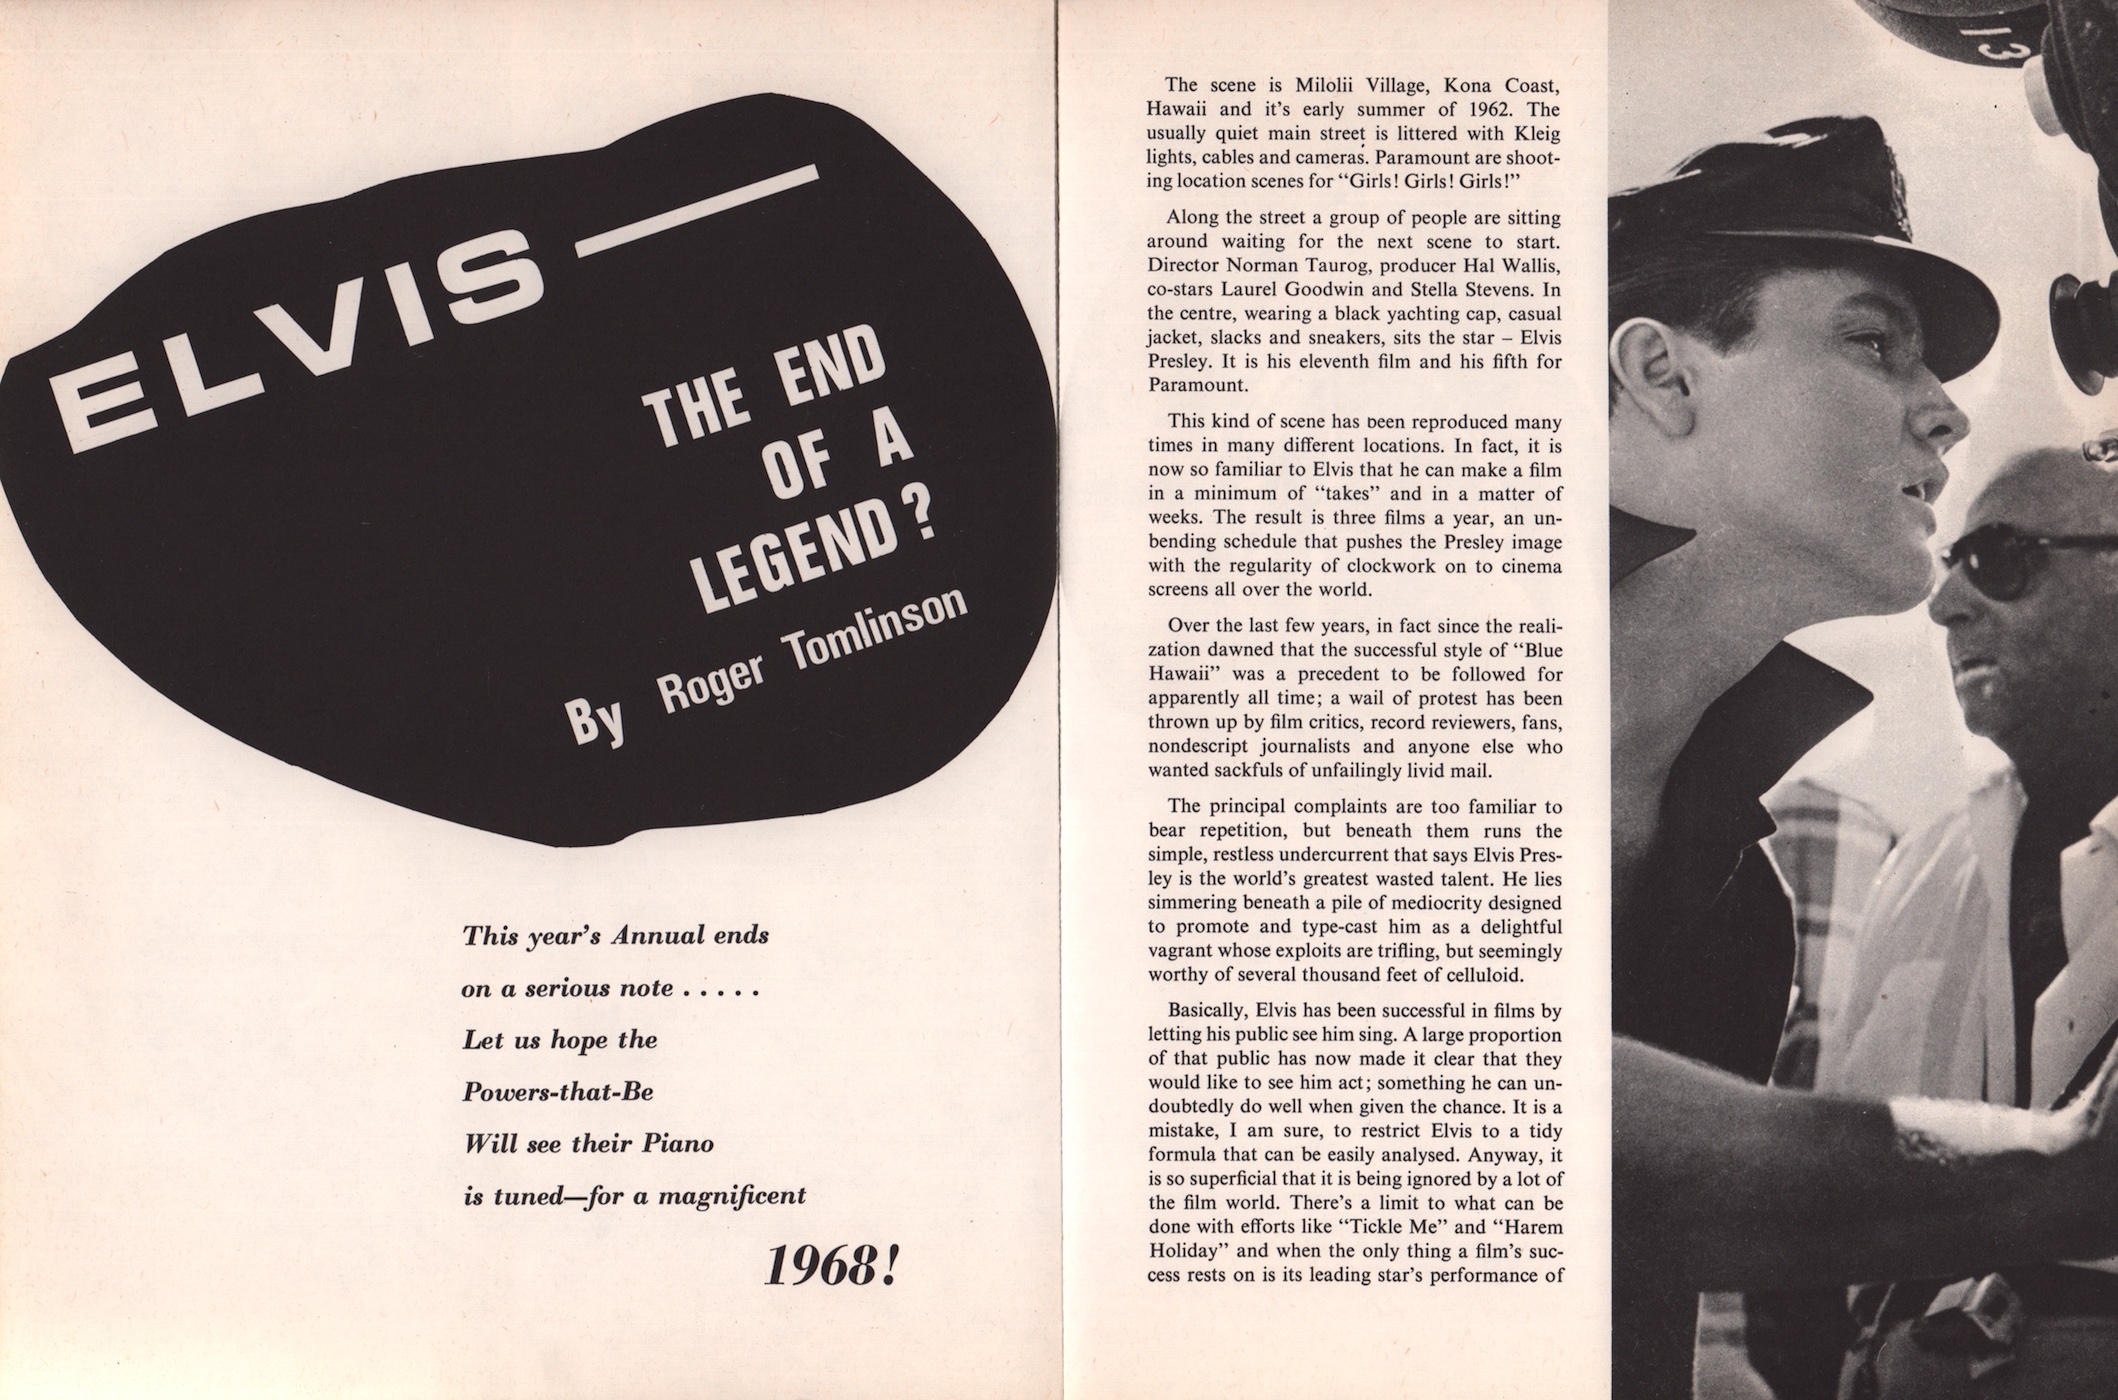 ELVIS—
THE END
OF A
LEGEND?
By Roger Tomlinson
This year's Annual ends
on a serious note . . . . .
Let us hope the
Powers-that-Be
Will see their Piano
is tuned—for a magnificent
1968!
The scene is Milolii Village, Kona Coast,
Hawaii and it's early summer of 1962. The
usually quiet main street is littered with Kleig
lights, cables and cameras. Paramount are shoot-
ing location scenes for "Girls! Girls! Girls!"
Along the street a group of people are sitting
around waiting for the next scene to start.
Director Norman Taurog, producer Hal Wallis,
co-stars Laurel Goodwin and Stella Stevens. In
the centre, wearing a black yachting cap, casual
jacket, slacks and sneakers, sits the star – Elvis
Presley. It is his eleventh film and his fifth for
Paramount.
This kind of scene has been reproduced many
times in many different locations. In fact, it is
now so familiar to Elvis that he can make a film
in a minimum of "takes" and in a matter of
weeks. The result is three films a year, an un-
bending schedule that pushes the Presley image
with the regularity of clockwork on to cinema
screens all over the world.
Over the last few years, in fact since the reali-
zation dawned that the successful style of "Blue
Hawaii" was a precedent to be followed for
apparently all time; a wail of protest has been
thrown up by film critics, record reviewers, fans,
nondescript journalists and anyone else who
wanted sackfuls of unfailingly livid mail.
The principal complaints are too familiar to
bear repetition, but beneath them runs the
simple, restless undercurrent that says Elvis Pres-
ley is the world's greatest wasted talent. He lies
simmering beneath a pile of mediocrity designed
to promote and type-cast him as a delightful
vagrant whose exploits are trifling, but seemingly
worthy of several thousand feet of celluloid.
Basically, Elvis has been successful in films by
letting his public see him sing. A large proportion
of that public has now made it clear that they
would like to see him act; something he can un-
doubtedly do well when given the chance. It is a
mistake, I am sure, to restrict Elvis to a tidy
formula that can be easily analysed. Anyway, it
is so superficial that it is being ignored by a lot of
the film world. There's a limit to what can be
done with efforts like "Tickle Me" and "Harem
Holiday" and when the only thing a film's suc-
cess rests on is its leading star's performance of
13